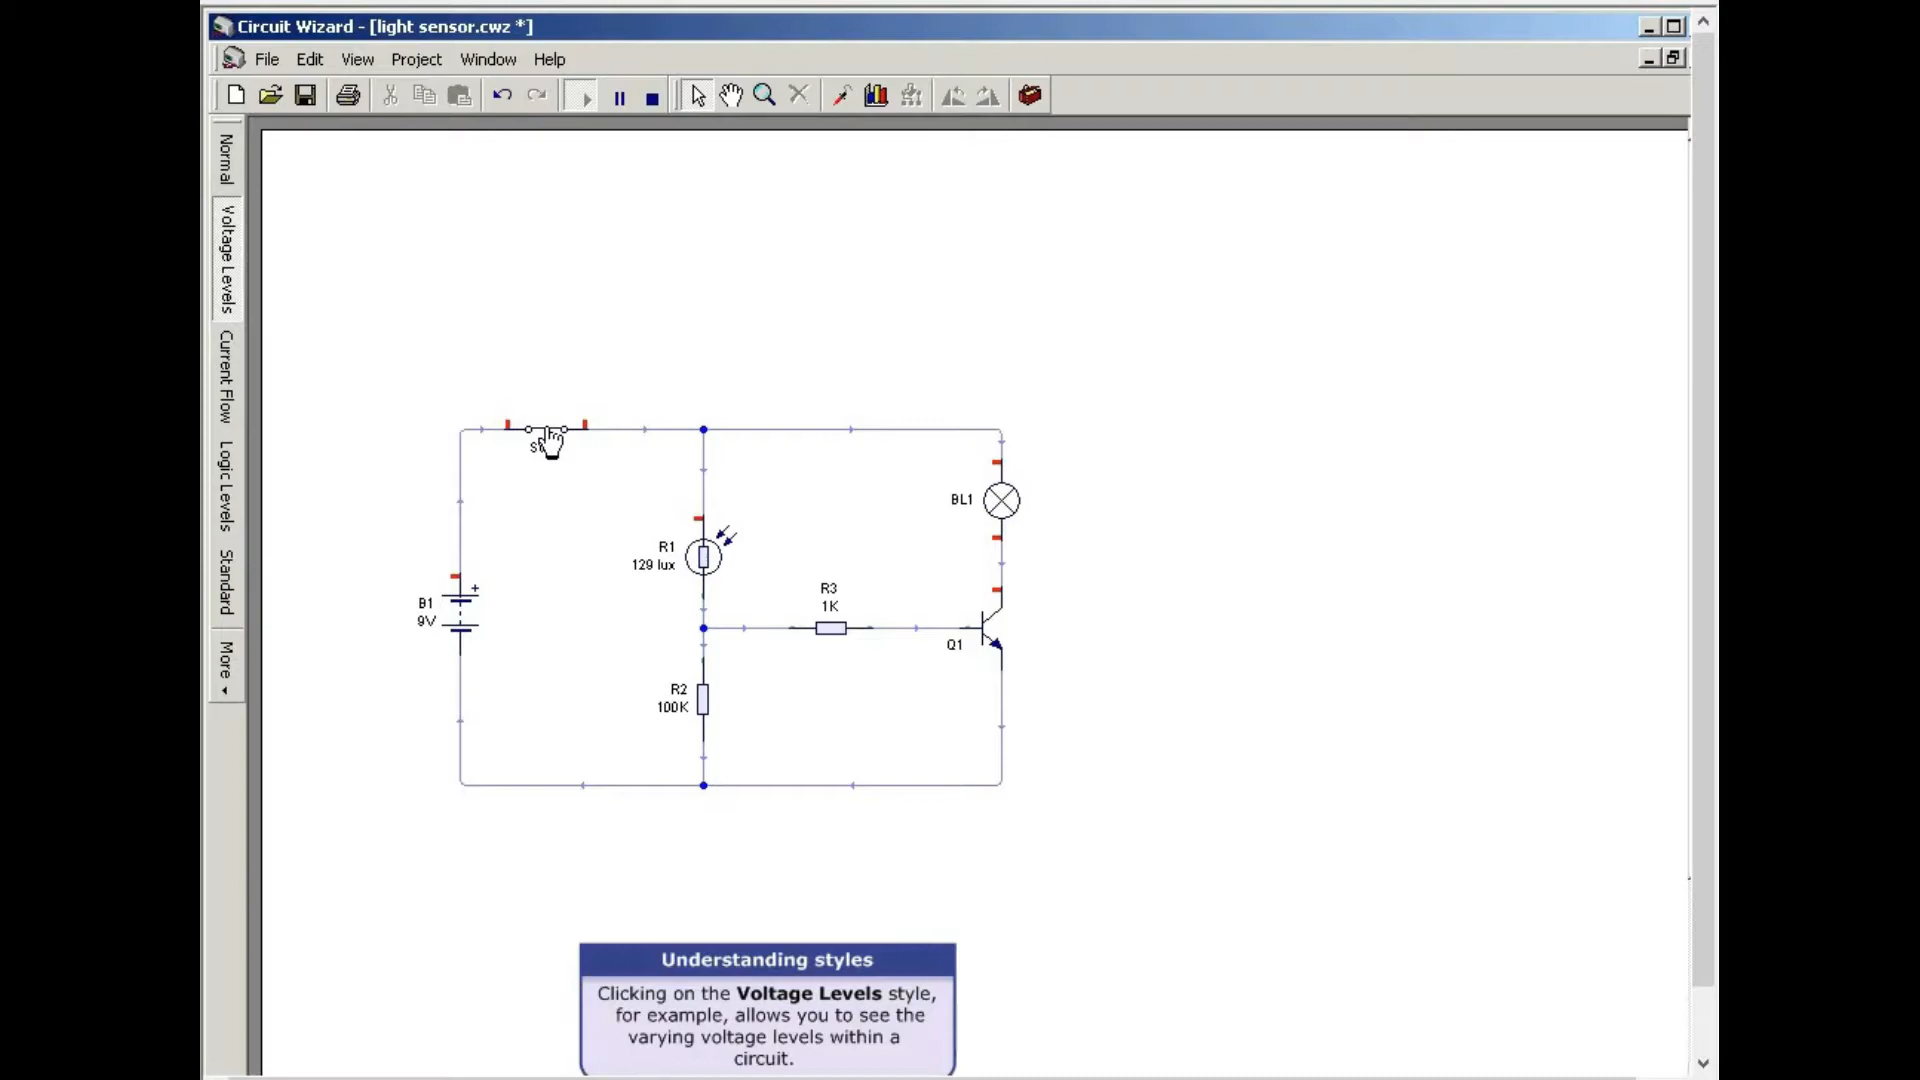 Circuit Wizard - [light sensor.cwz *]
File Edit View Project Window Help
Normal
Voltage Levels
Current Flow
Logic Levels
Standard
More
BL1
R1
129 lux
R3
1K
B1
9V
+
Q1
R2
100K
Understanding styles
Clicking on the Voltage Levels style,
for example, allows you to see the
varying voltage levels within a
circuit.